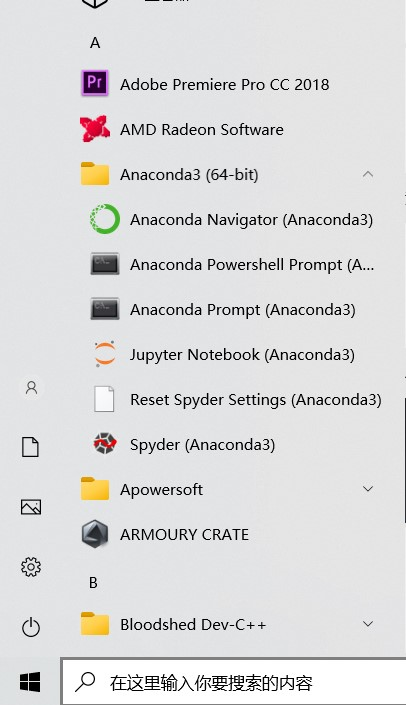 A
Adobe Premiere Pro CC 2018
AMD Radeon Software
Anaconda3 (64-bit)
Anaconda Navigator (Anaconda3)
Anaconda Powershell Prompt (A...
Anaconda Prompt (Anaconda3)
Jupyter Notebook (Anaconda3)
Reset Spyder Settings (Anaconda3)
Spyder (Anaconda3)
Apowersoft
ARMOURY CRATE
B
Bloodshed Dev-C++
在这里输入你要搜索的内容